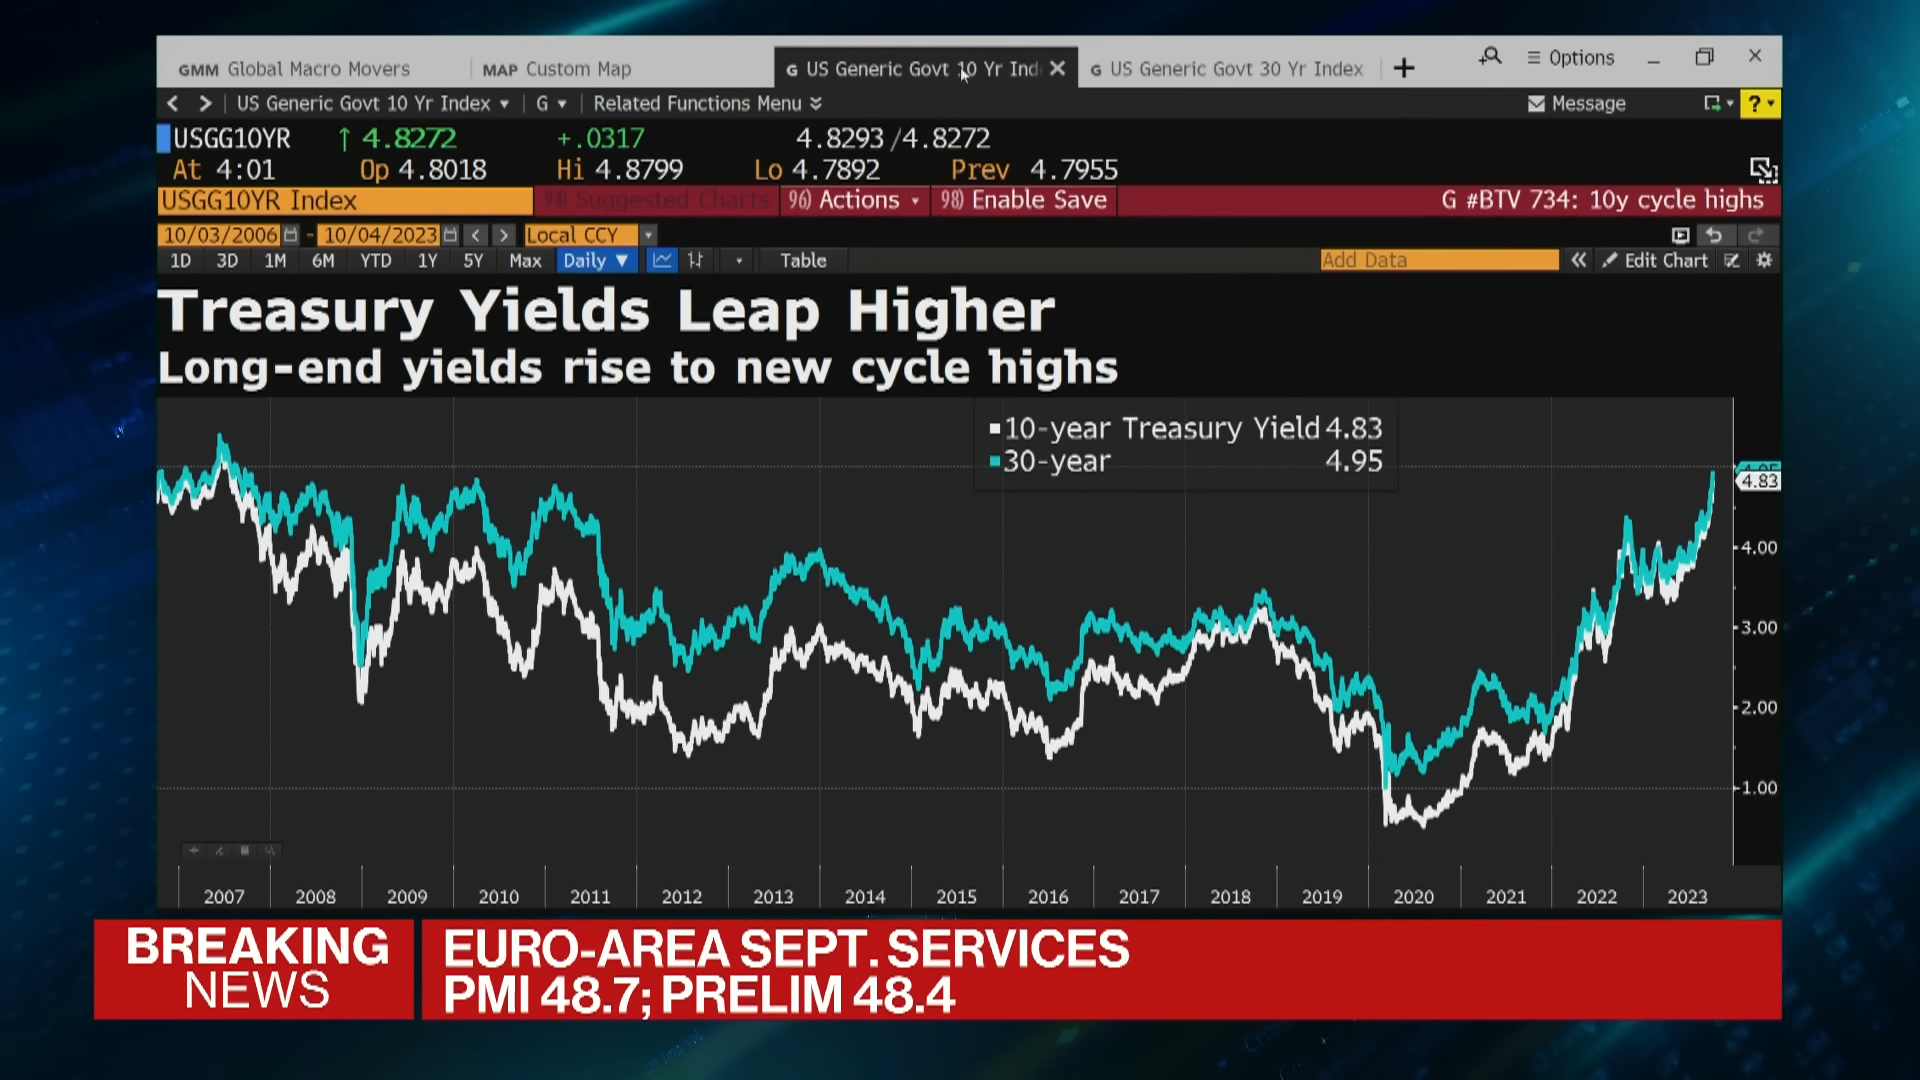 GMM Global Macro Movers
MAP Custom Map
G US Generic Govt 10 Yr Ind
G US Generic Govt 30 Yr Index
Options
US Generic Govt 10 Yr Index
G
Related Functions Menu
Message
?
USGG10YR ↑ 4.8272 +.0317 4.8293 /4.8272
At 4:01 Op 4.8018 Hi 4.8799 Lo 4.7892 Prev 4.7955
USGG10YR Index
94) Suggested Charts
96) Actions
98) Enable Save
G #BTV 734: 10y cycle highs
10/03/2006 - 10/04/2023
Local CCY
1D 3D 1M 6M YTD 1Y 5Y Max Daily ▼ Table
Add Data
« Edit Chart
Treasury Yields Leap Higher
Long-end yields rise to new cycle highs
10-year Treasury Yield 4.83
30-year 4.95
4.83
4.00
3.00
2.00
1.00
2007 2008 2009 2010 2011 2012 2013 2014 2015 2016 2017 2018 2019 2020 2021 2022 2023
BREAKING
NEWS
EURO-AREA SEPT. SERVICES
PMI 48.7; PRELIM 48.4